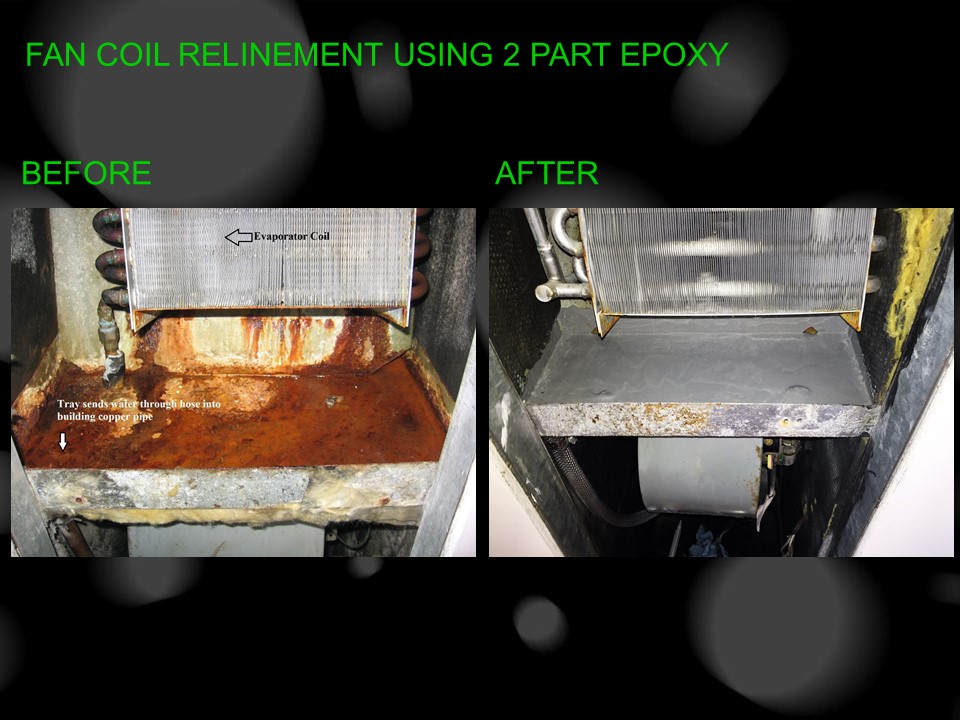 FAN COIL RELINEMENT USING 2 PART EPOXY
BEFORE
AFTER
Evaporator Coil
Tray sends water through hose into
building copper pipe